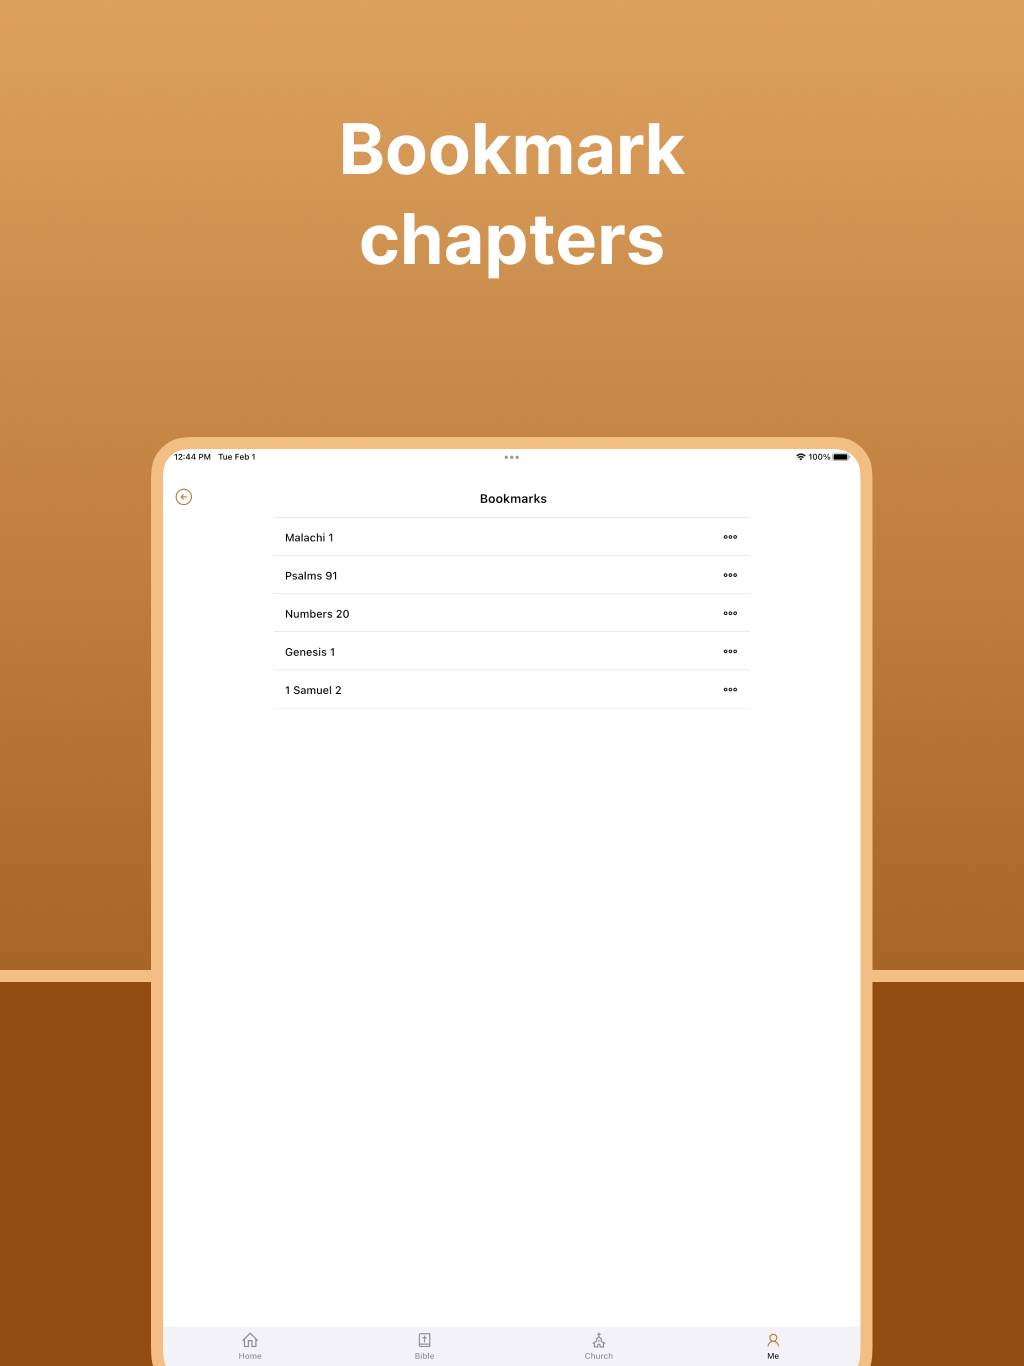 Bookmark
chapters
12:44 PM Tue Feb 1 100%
Bookmarks
Malachi 1
Psalms 91
Numbers 20
Genesis 1
1 Samuel 2
Home Bible Church Me